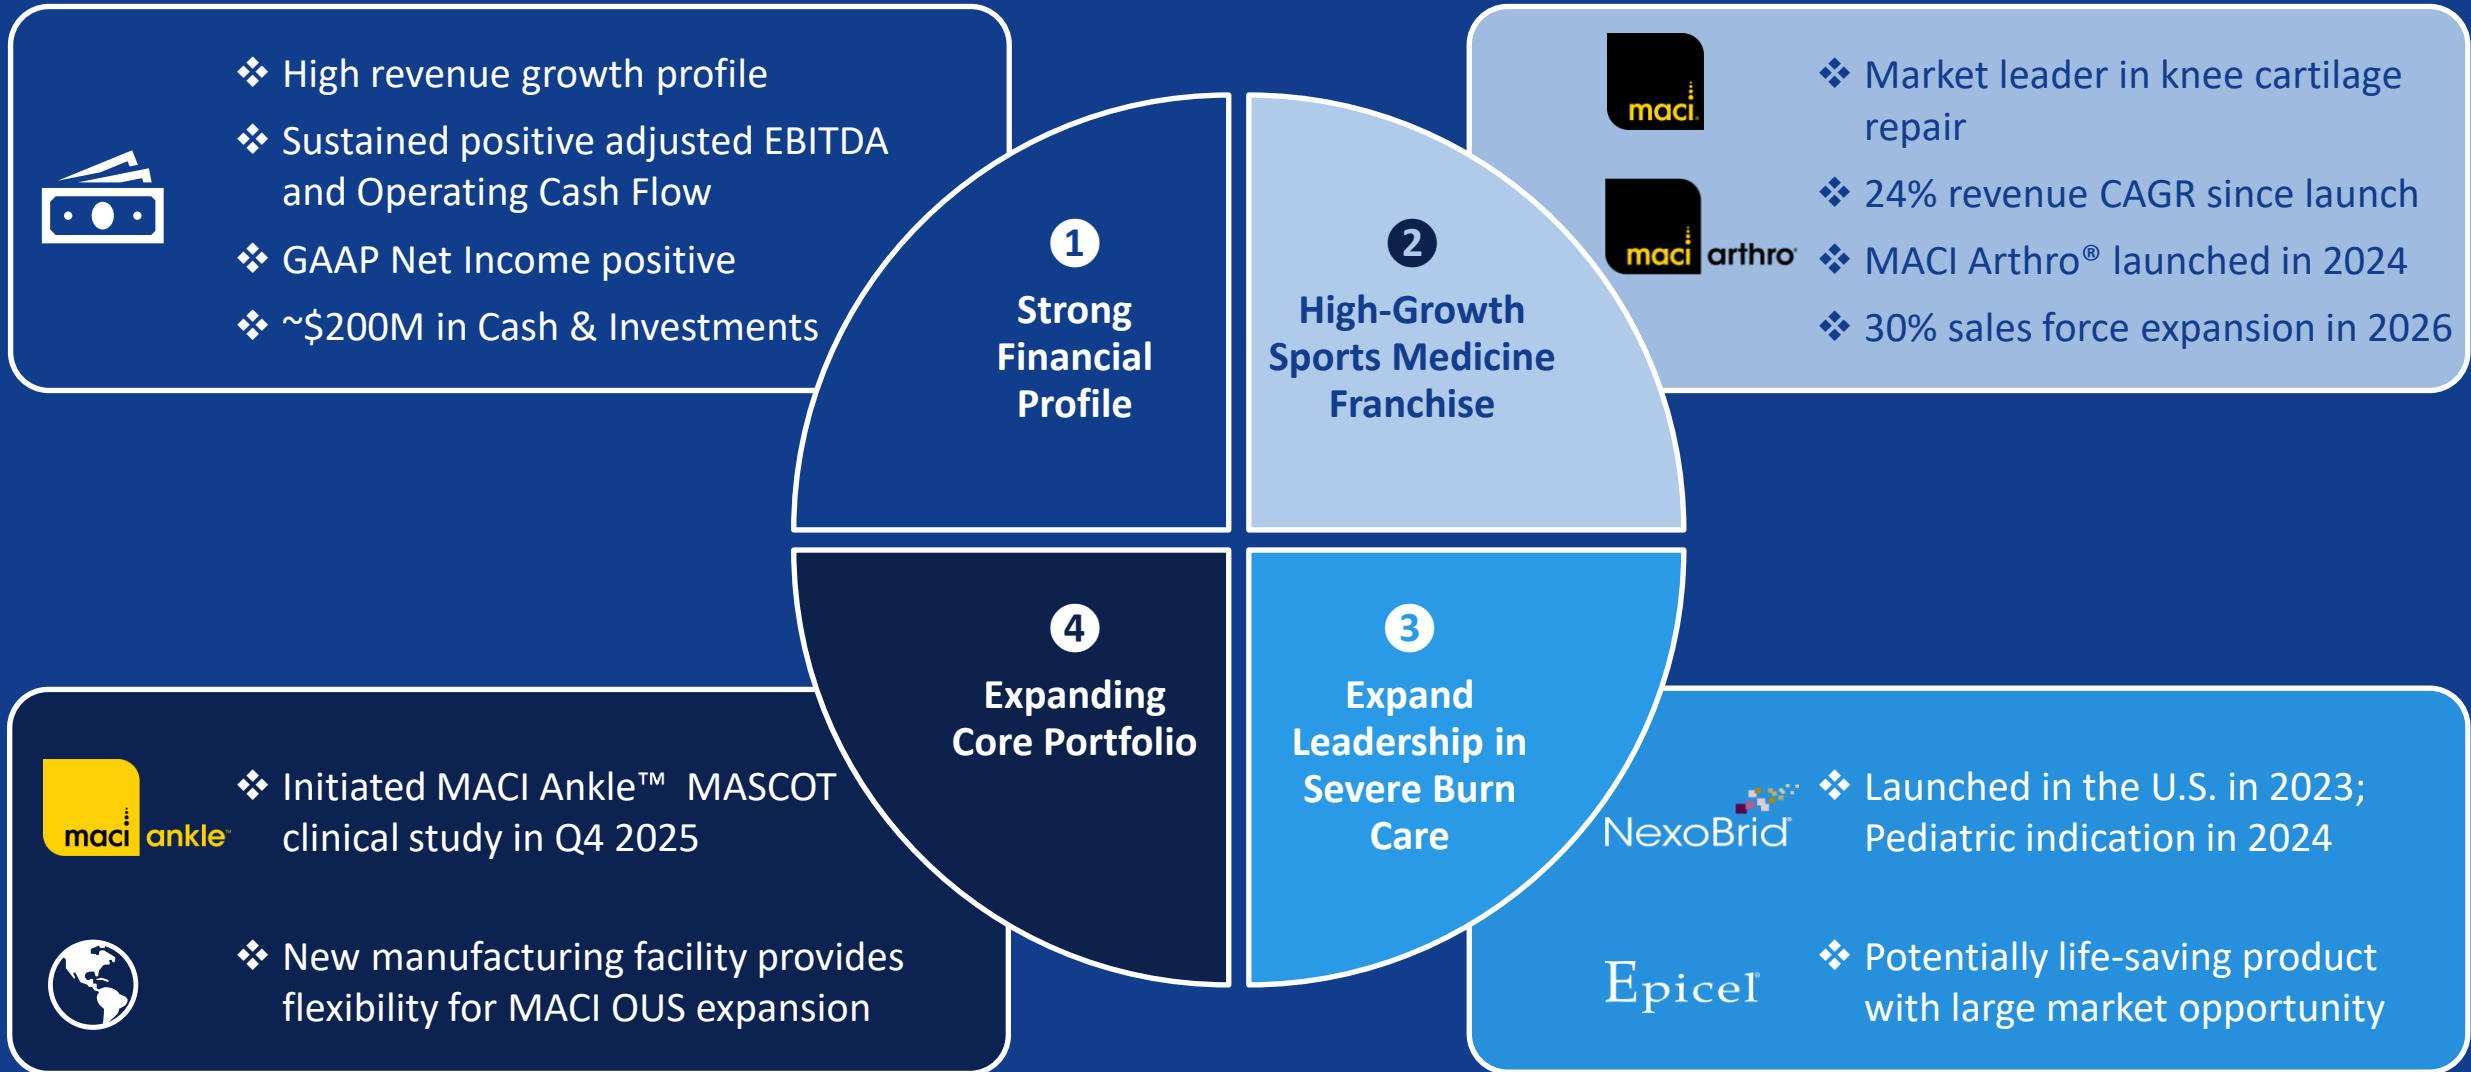 ❖ High revenue growth profile
❖ Sustained positive adjusted EBITDA
and Operating Cash Flow
❖ GAAP Net Income positive
❖ ~$200M in Cash & Investments
1
Strong
Financial
Profile
2
High-Growth
Sports Medicine
Franchise
maci®
maci arthro®
❖ Market leader in knee cartilage
repair
❖ 24% revenue CAGR since launch
❖ MACI Arthro® launched in 2024
❖ 30% sales force expansion in 2026
4
Expanding
Core Portfolio
maci ankle™
❖ Initiated MACI Ankle™ MASCOT
clinical study in Q4 2025
❖ New manufacturing facility provides
flexibility for MACI OUS expansion
3
Expand
Leadership in
Severe Burn
Care
NexoBrid®
❖ Launched in the U.S. in 2023;
Pediatric indication in 2024
Epicel®
❖ Potentially life-saving product
with large market opportunity